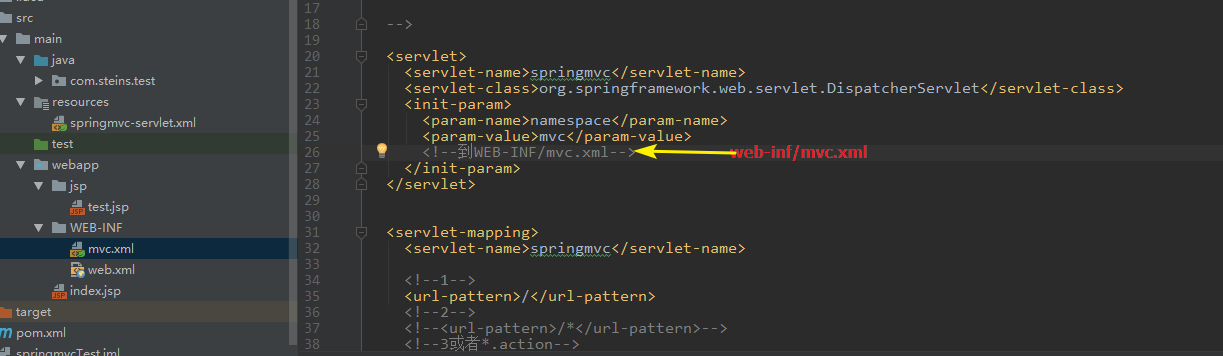 src
main
java
com.steins.test
resources
springmvc-servlet.xml
test
webapp
jsp
test.jsp
WEB-INF
mvc.xml
web.xml
index.jsp
target
pom.xml
springmvcTest.iml
17
18 -->
19
20 <servlet>
21 <servlet-name>springmvc</servlet-name>
22 <servlet-class>org.springframework.web.servlet.DispatcherServlet</servlet-class>
23 <init-param>
24 <param-name>namespace</param-name>
25 <param-value>mvc</param-value>
26 <!--到WEB-INF/mvc.xml--> web-inf/mvc.xml
27 </init-param>
28 </servlet>
29
30
31 <servlet-mapping>
32 <servlet-name>springmvc</servlet-name>
33
34 <!--1-->
35 <url-pattern>/</url-pattern>
36 <!--2-->
37 <!--<url-pattern>/*</url-pattern>-->
38 <!--3或者*.action-->